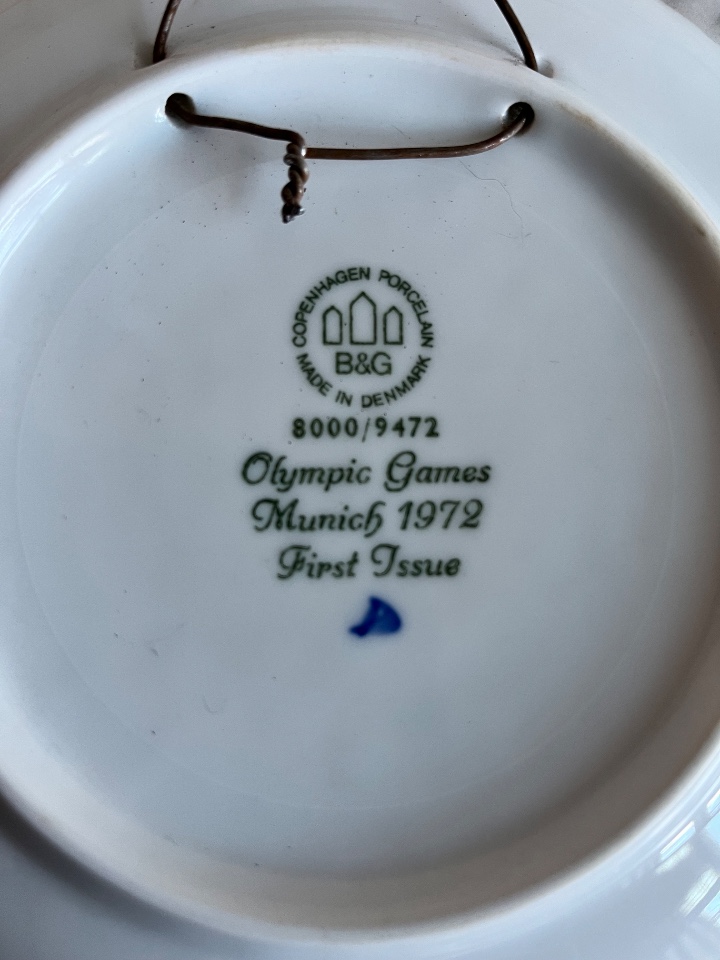 COPENHAGEN PORCELAIN
B&G
MADE IN DENMARK
8000/9472
Olympic Games
Munich 1972
First Issue